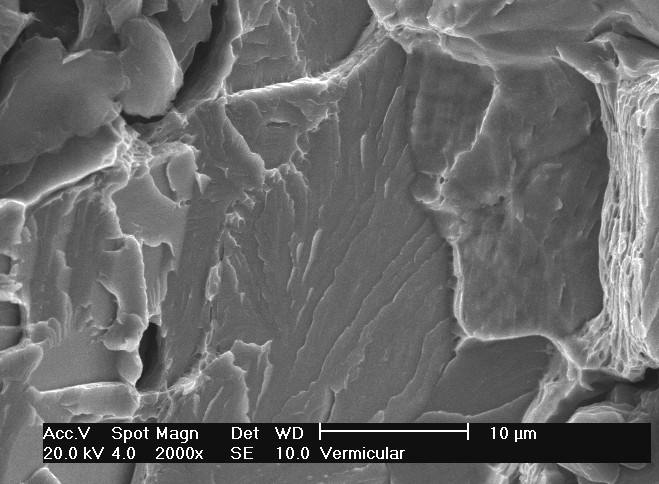 Acc.V Spot Magn Det WD 10 µm
20.0 kV 4.0 2000x SE 10.0 Vermicular